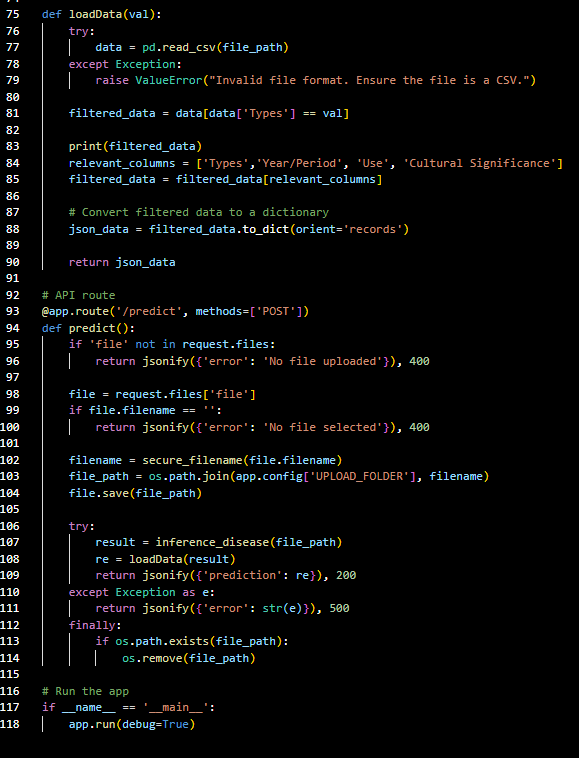 75 def loadData(val):
76     try:
77         data = pd.read_csv(file_path)
78     except Exception:
79         raise ValueError("Invalid file format. Ensure the file is a CSV.")
80
81     filtered_data = data[data['Types'] == val]
82
83     print(filtered_data)
84     relevant_columns = ['Types','Year/Period', 'Use', 'Cultural Significance']
85     filtered_data = filtered_data[relevant_columns]
86
87     # Convert filtered data to a dictionary
88     json_data = filtered_data.to_dict(orient='records')
89
90     return json_data
91
92 # API route
93 @app.route('/predict', methods=['POST'])
94 def predict():
95     if 'file' not in request.files:
96         return jsonify({'error': 'No file uploaded'}), 400
97
98     file = request.files['file']
99     if file.filename == '':
100         return jsonify({'error': 'No file selected'}), 400
101
102     filename = secure_filename(file.filename)
103     file_path = os.path.join(app.config['UPLOAD_FOLDER'], filename)
104     file.save(file_path)
105
106     try:
107         result = inference_disease(file_path)
108         re = loadData(result)
109         return jsonify({'prediction': re}), 200
110     except Exception as e:
111         return jsonify({'error': str(e)}), 500
112     finally:
113         if os.path.exists(file_path):
114             os.remove(file_path)
115
116 # Run the app
117 if __name__ == '__main__':
118     app.run(debug=True)